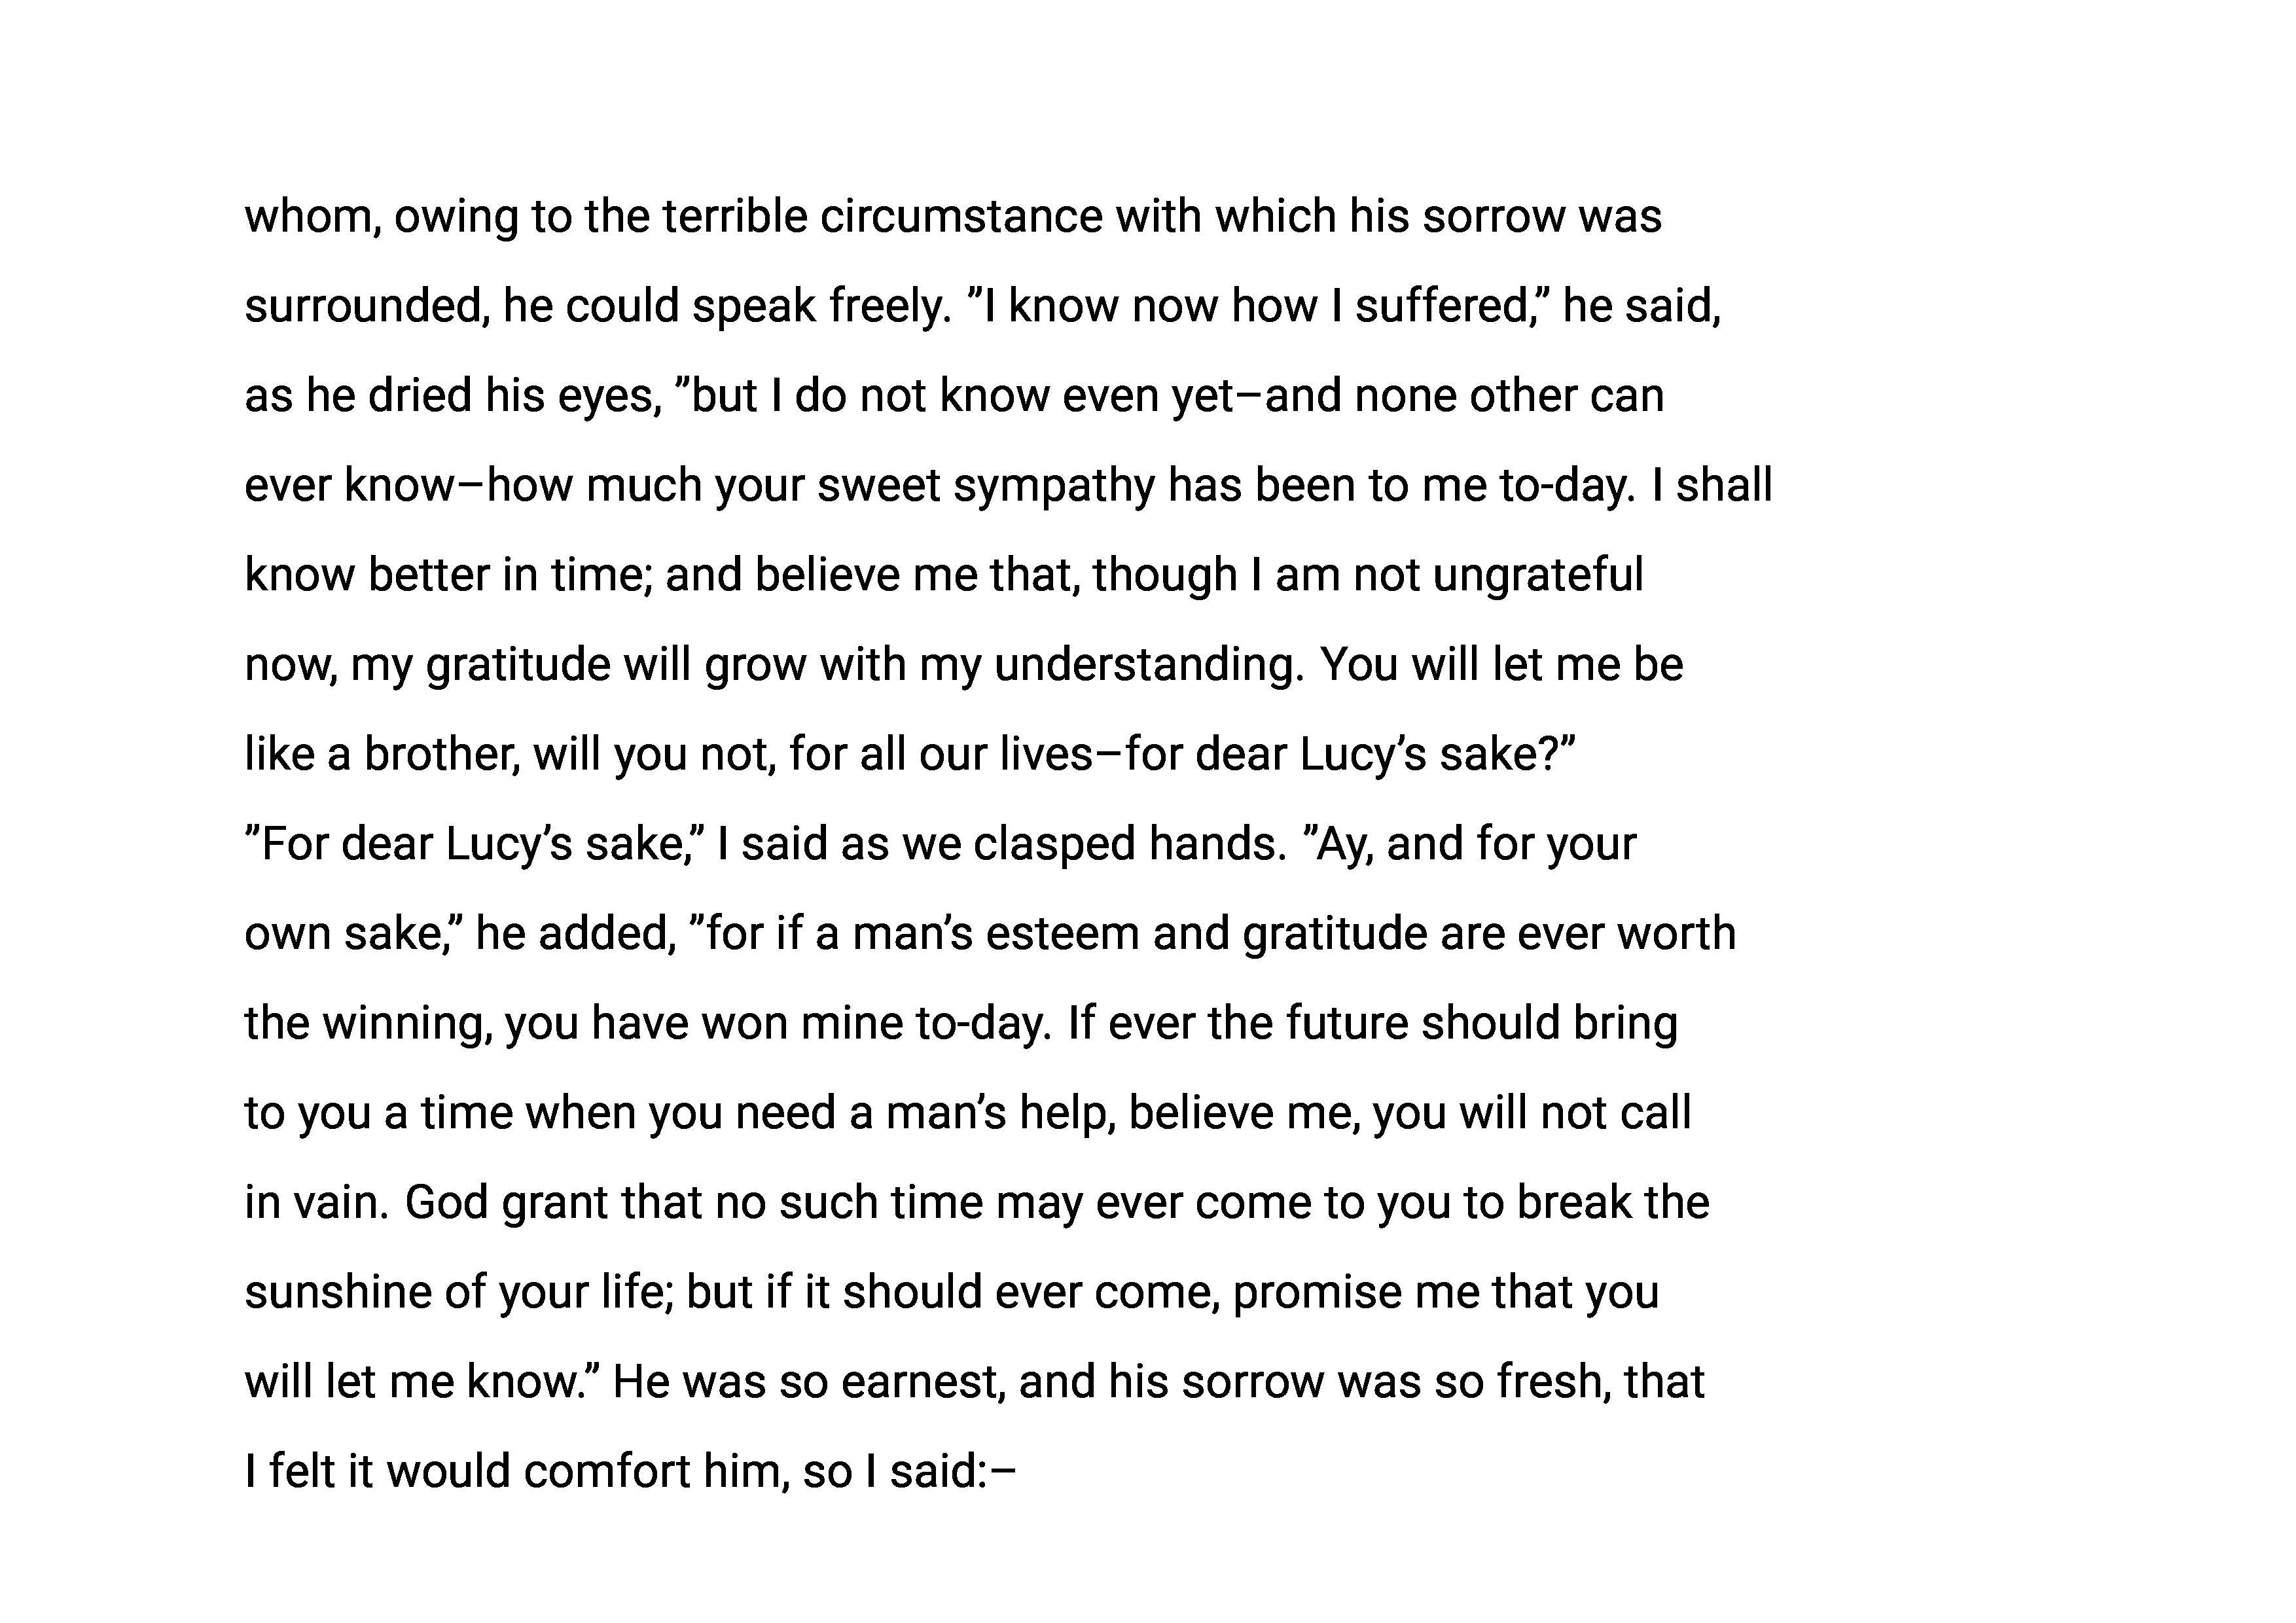 whom, owing to the terrible circumstance with which his sorrow was
surrounded, he could speak freely. ”I know now how I suffered,” he said,
as he dried his eyes, ”but I do not know even yet–and none other can
ever know–how much your sweet sympathy has been to me to-day. I shall
know better in time; and believe me that, though I am not ungrateful
now, my gratitude will grow with my understanding. You will let me be
like a brother, will you not, for all our lives–for dear Lucy’s sake?”
”For dear Lucy’s sake,” I said as we clasped hands. ”Ay, and for your
own sake,” he added, ”for if a man’s esteem and gratitude are ever worth
the winning, you have won mine to-day. If ever the future should bring
to you a time when you need a man’s help, believe me, you will not call
in vain. God grant that no such time may ever come to you to break the
sunshine of your life; but if it should ever come, promise me that you
will let me know.” He was so earnest, and his sorrow was so fresh, that
I felt it would comfort him, so I said:–